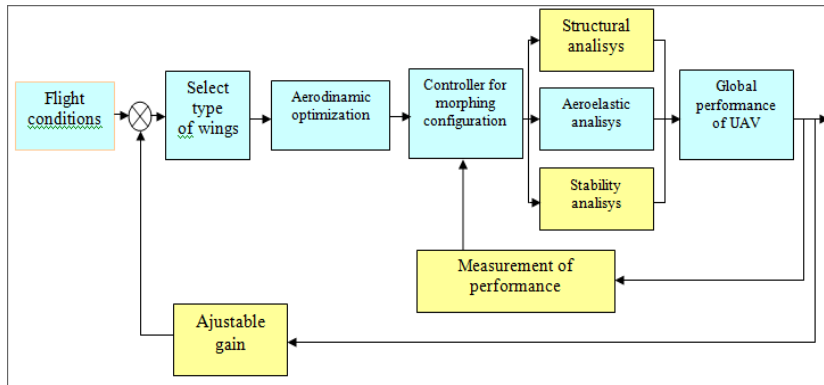 Structural
analisys
Flight
conditions
Select
type
of wings
Aerodinamic
optimization
Controller for
morphing
configuration
Aeroelastic
analisys
Global
performance
of UAV
Stability
analisys
Measurement of
performance
Ajustable
gain